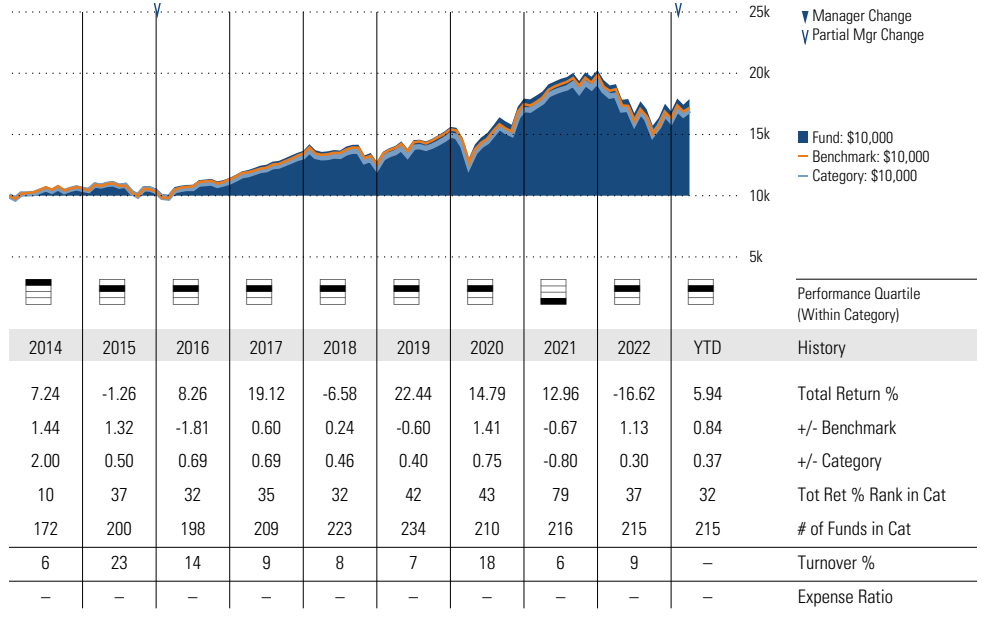 25k
20k
15k
10k
5k
Manager Change
Partial Mgr Change
Fund: $10,000
Benchmark: $10,000
Category: $10,000
Performance Quartile
(Within Category)
2014 2015 2016 2017 2018 2019 2020 2021 2022 YTD History
7.24 -1.26 8.26 19.12 -6.58 22.44 14.79 12.96 -16.62 5.94 Total Return %
1.44 1.32 -1.81 0.60 0.24 -0.60 1.41 -0.67 1.13 0.84 +/- Benchmark
2.00 0.50 0.69 0.69 0.46 0.40 0.75 -0.80 0.30 0.37 +/- Category
10 37 32 35 32 42 43 79 37 32 Tot Ret % Rank in Cat
172 200 198 209 223 234 210 216 215 215 # of Funds in Cat
6 23 14 9 8 7 18 6 9 – Turnover %
– – – – – – – – – – Expense Ratio